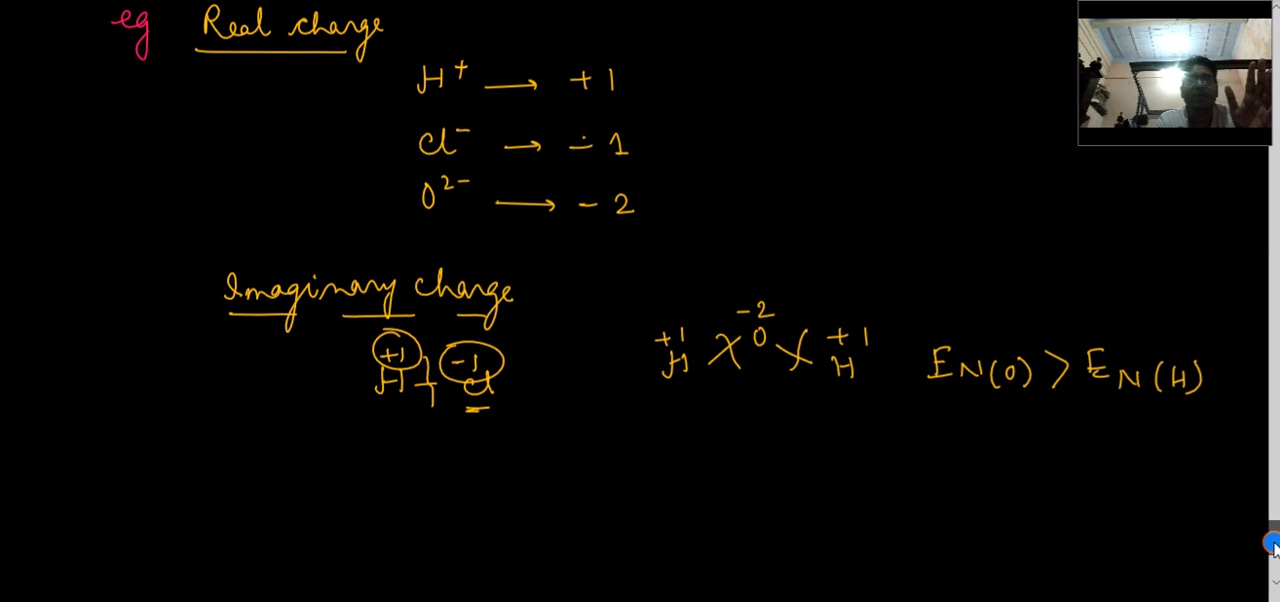 eg Real charge
H⁺ → +1
Cl⁻ → -1
O²⁻ → -2
Imaginary charge
-2
+1 +1
+1 -1
H O H EN(O) > EN(H)
H Cl